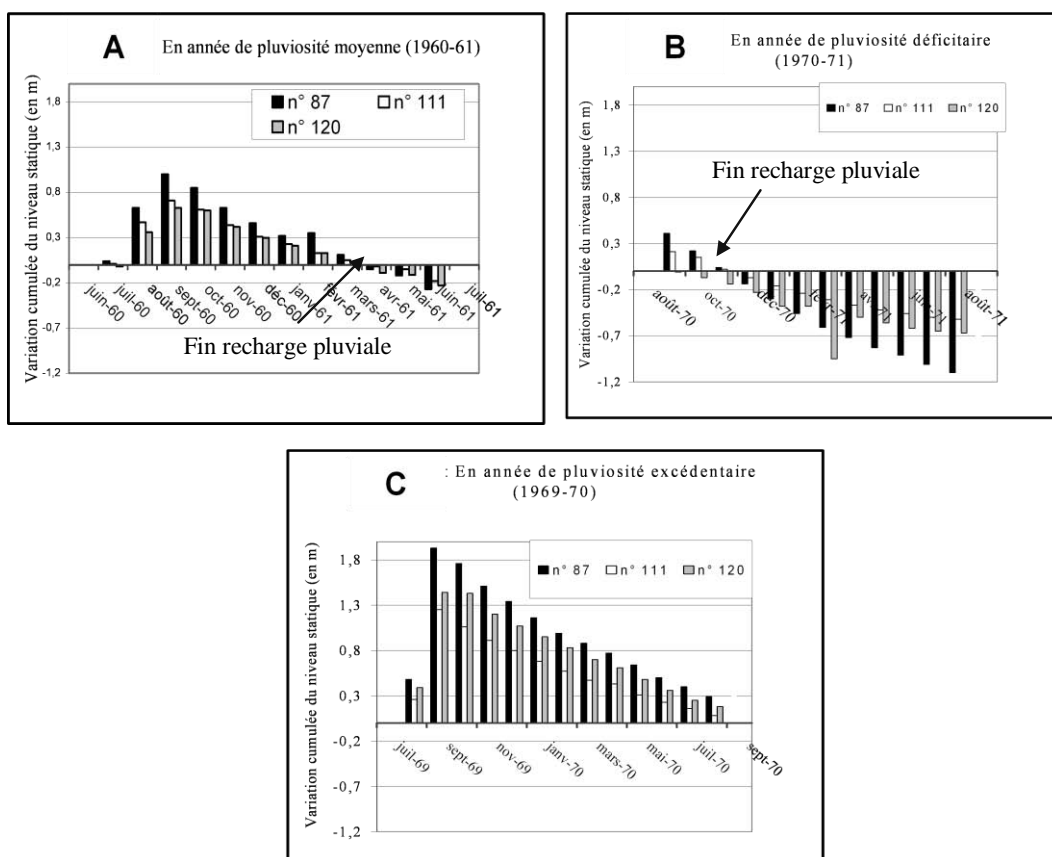 A
En année de pluviosité moyenne (1960-61)
Variation cumulée du niveau statique (en m)
n° 87
n° 111
n° 120
1,8
1,3
0,8
0,3
-0,2
-0,7
-1,2
juin-60
juil-60
août-60
sept-60
oct-60
nov-60
déc-60
janv-61
févr-61
mars-61
avr-61
mai-61
juin-61
juil-61
Fin recharge pluviale
B
En année de pluviosité déficitaire
(1970-71)
Variation cumulée du niveau statique (en m)
n° 87
n° 111
n° 120
1,8
1,3
0,8
0,3
-0,2
-0,7
-1,2
Fin recharge pluviale
août-70
oct-70
déc-70
févr-71
avr-71
juin-71
août-71
C
: En année de pluviosité excédentaire
(1969-70)
Variation cumulée du niveau statique (en m)
n° 87
n° 111
n° 120
1,8
1,3
0,8
0,3
-0,2
-0,7
-1,2
juil-69
sept-69
nov-69
janv-70
mars-70
mai-70
juil-70
sept-70